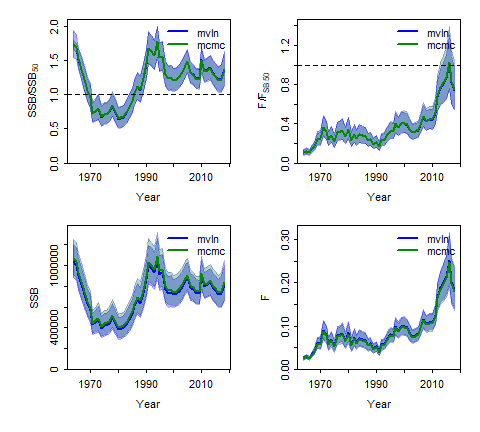 SSB/SSB50
0.0 0.5 1.0 1.5 2.0
mvln
mcmc
1970 1990 2010
Year
F/FSB50
0.0 0.4 0.8 1.2
mvln
mcmc
1970 1990 2010
Year
SSB
0 400000 1000000
mvln
mcmc
1970 1990 2010
Year
F
0.00 0.10 0.20 0.30
mvln
mcmc
1970 1990 2010
Year